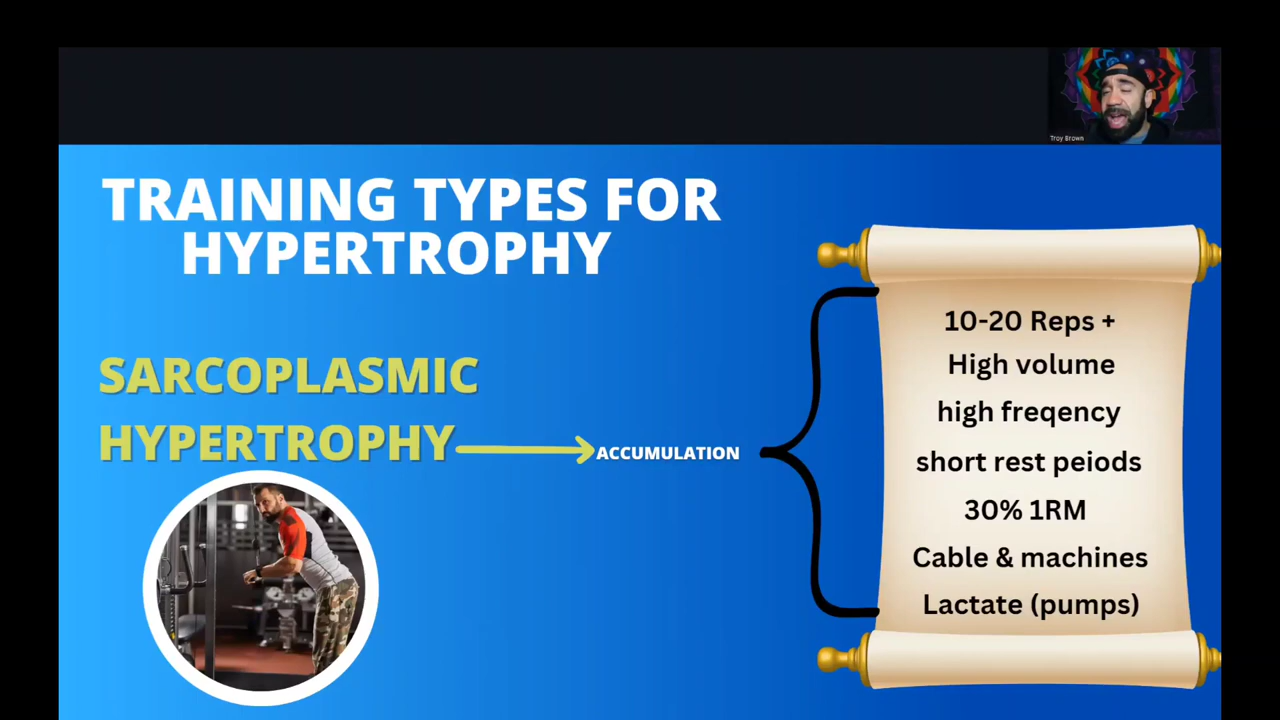 Troy Brown
TRAINING TYPES FOR
HYPERTROPHY
SARCOPLASMIC
HYPERTROPHY
ACCUMULATION
10-20 Reps +
High volume
high freqency
short rest peiods
30% 1RM
Cable & machines
Lactate (pumps)